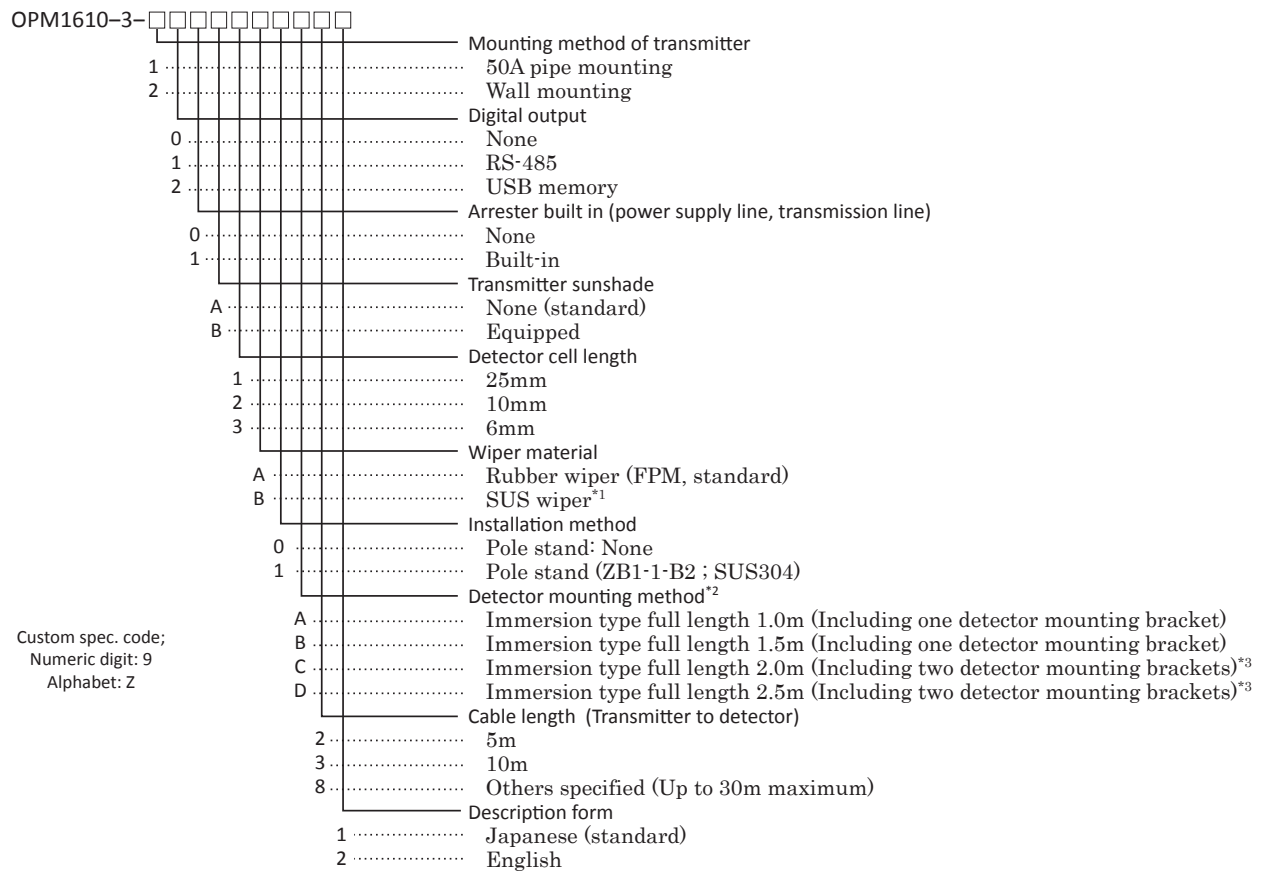 OPM1610–3–□□□□□□□□□□
Mounting method of transmitter
1 50A pipe mounting
2 Wall mounting
Digital output
0 None
1 RS-485
2 USB memory
Arrester built in (power supply line, transmission line)
0 None
1 Built-in
Transmitter sunshade
A None (standard)
B Equipped
Detector cell length
1 25mm
2 10mm
3 6mm
Wiper material
A Rubber wiper (FPM, standard)
B SUS wiper*1
Installation method
0 Pole stand: None
1 Pole stand (ZB1-1-B2 ; SUS304)
Detector mounting method*2
A Immersion type full length 1.0m (Including one detector mounting bracket)
B Immersion type full length 1.5m (Including one detector mounting bracket)
C Immersion type full length 2.0m (Including two detector mounting brackets)*3
D Immersion type full length 2.5m (Including two detector mounting brackets)*3
Cable length (Transmitter to detector)
2 5m
3 10m
8 Others specified (Up to 30m maximum)
Description form
1 Japanese (standard)
2 English
Custom spec. code;
Numeric digit: 9
Alphabet: Z